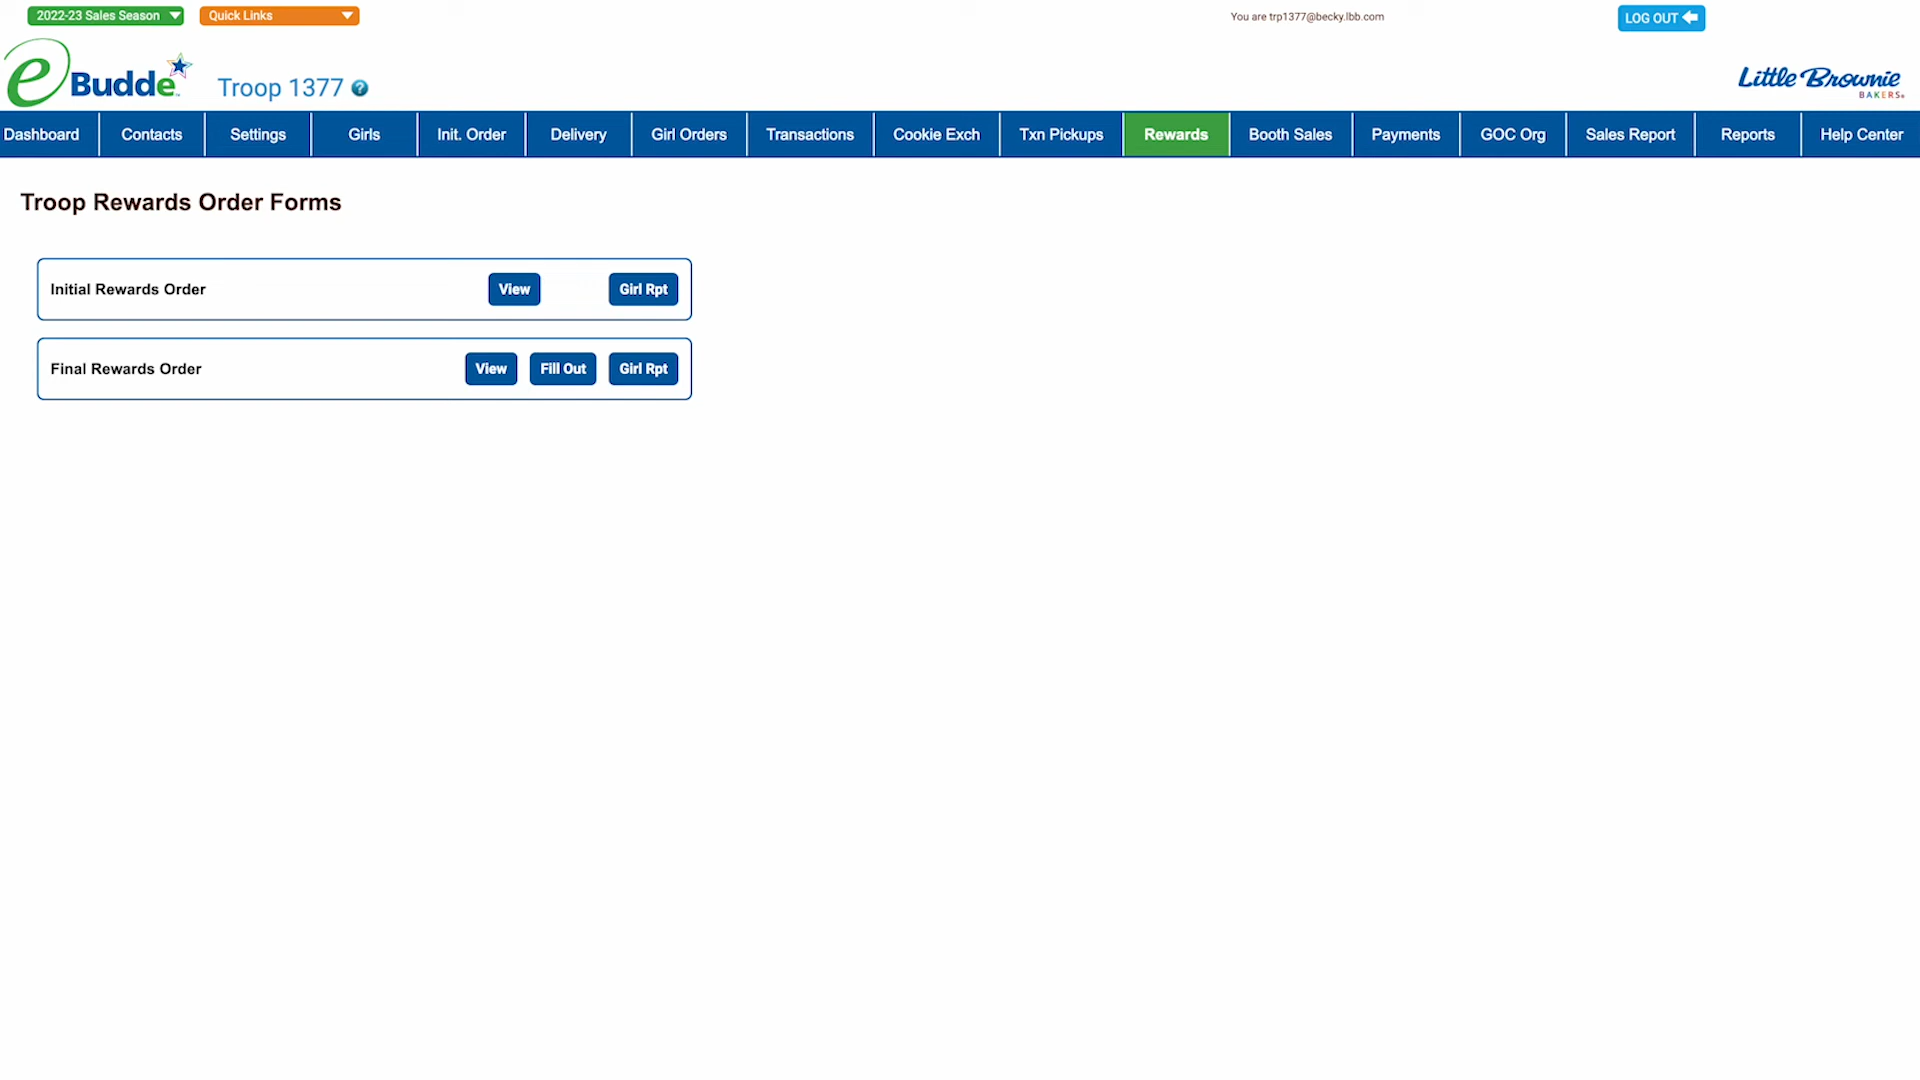 2022-23 Sales Season
Quick Links
You are trp1377@becky.lbb.com
LOG OUT
eBudde™
Troop 1377 ?
Little Brownie
BAKERS®
Dashboard Contacts Settings Girls Init. Order Delivery Girl Orders Transactions Cookie Exch Txn Pickups Rewards Booth Sales Payments GOC Org Sales Report Reports Help Center
Troop Rewards Order Forms
Initial Rewards Order View Girl Rpt
Final Rewards Order View Fill Out Girl Rpt